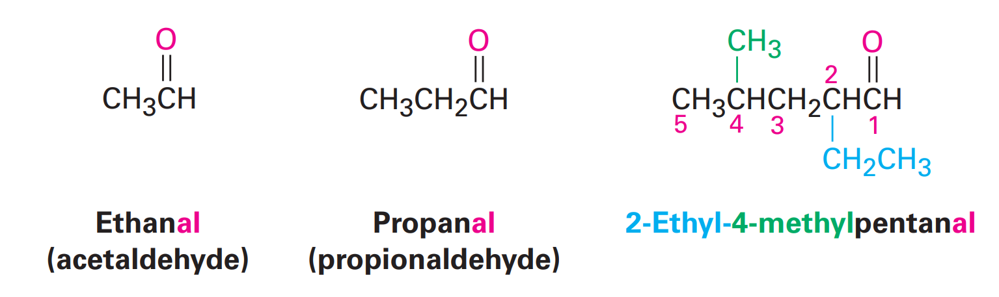 O
CH3CH
Ethanal
(acetaldehyde)
O
CH3CH2CH
Propanal
(propionaldehyde)
CH3 O
2
CH3CHCH2CHCH
5 4 3 1
CH2CH3
2-Ethyl-4-methylpentanal